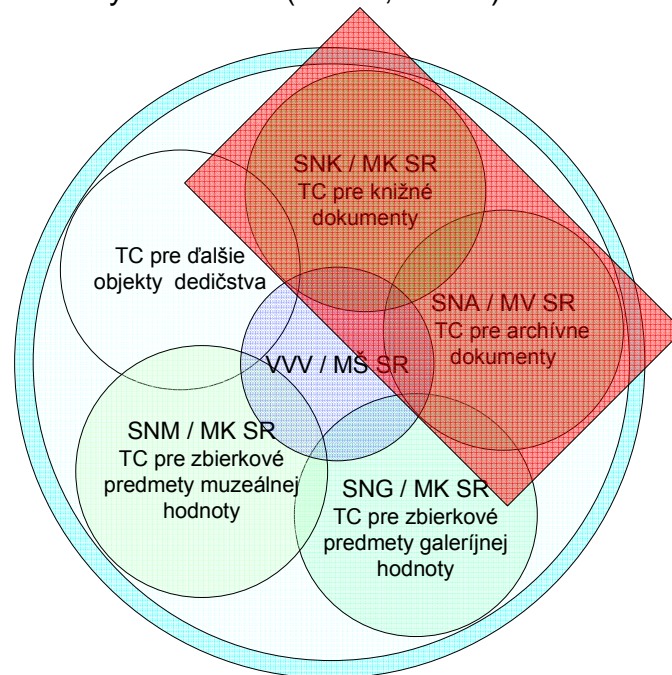 SNK / MK SR
TC pre knižné
dokumenty
TC pre ďalšie
objekty dedičstva
SNA / MV SR
TC pre archívne
dokumenty
VVV / MŠ SR
SNM / MK SR
TC pre zbierkové
predmety muzeálnej
hodnoty
SNG / MK SR
TC pre zbierkové
predmety galeríjnej
hodnoty